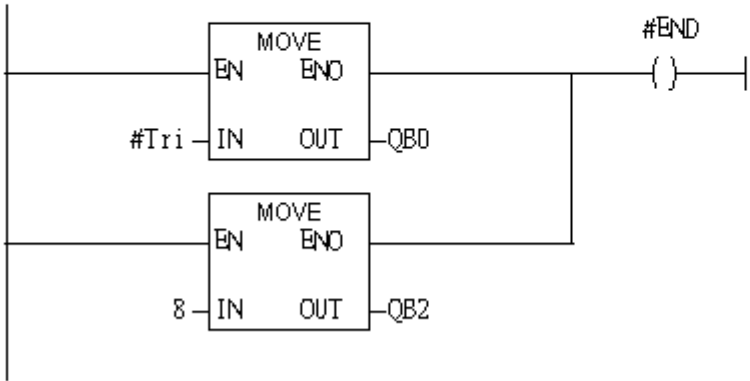 #END
MOVE
EN ENO
#Tri IN OUT QB0
MOVE
EN ENO
8 IN OUT QB2